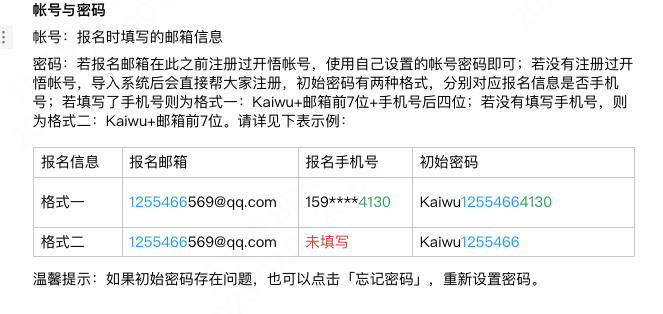 帐号与密码
帐号：报名时填写的邮箱信息
密码：若报名邮箱在此之前注册过开悟帐号，使用自己设置的帐号密码即可；若没有注册过开
悟帐号，导入系统后会直接帮大家注册，初始密码有两种格式，分别对应报名信息是否手机
号；若填写了手机号则为格式一：Kaiwu+邮箱前7位+手机号后四位；若没有填写手机号，则
为格式二：Kaiwu+邮箱前7位。请详见下表示例：
报名信息 报名邮箱 报名手机号 初始密码
格式一 1255466569@qq.com 159****4130 Kaiwu12554664130
格式二 1255466569@qq.com 未填写 Kaiwu1255466
温馨提示：如果初始密码存在问题，也可以点击「忘记密码」，重新设置密码。